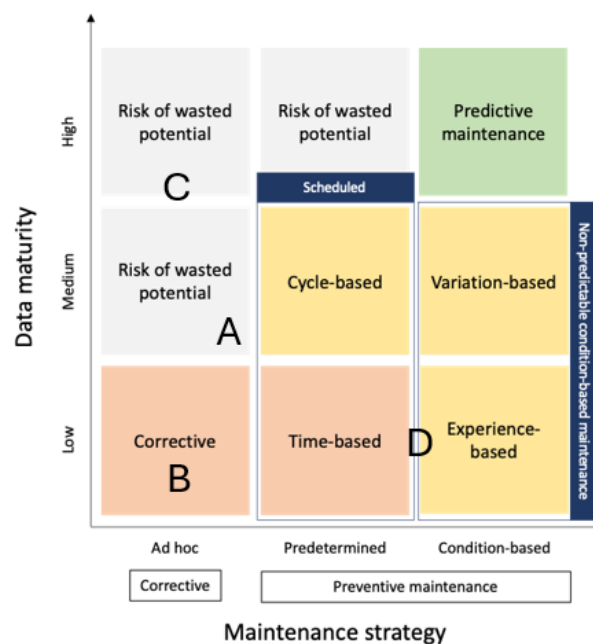 High
Risk of wasted
potential
Risk of wasted
potential
Predictive
maintenance
C
Scheduled
Data maturity
Medium
Risk of wasted
potential
Cycle-based
Variation-based
Non-predictable condition-based maintenance
A
Low
Corrective
Time-based
D
Experience-
based
B
Ad hoc
Predetermined
Condition-based
Corrective
Preventive maintenance
Maintenance strategy